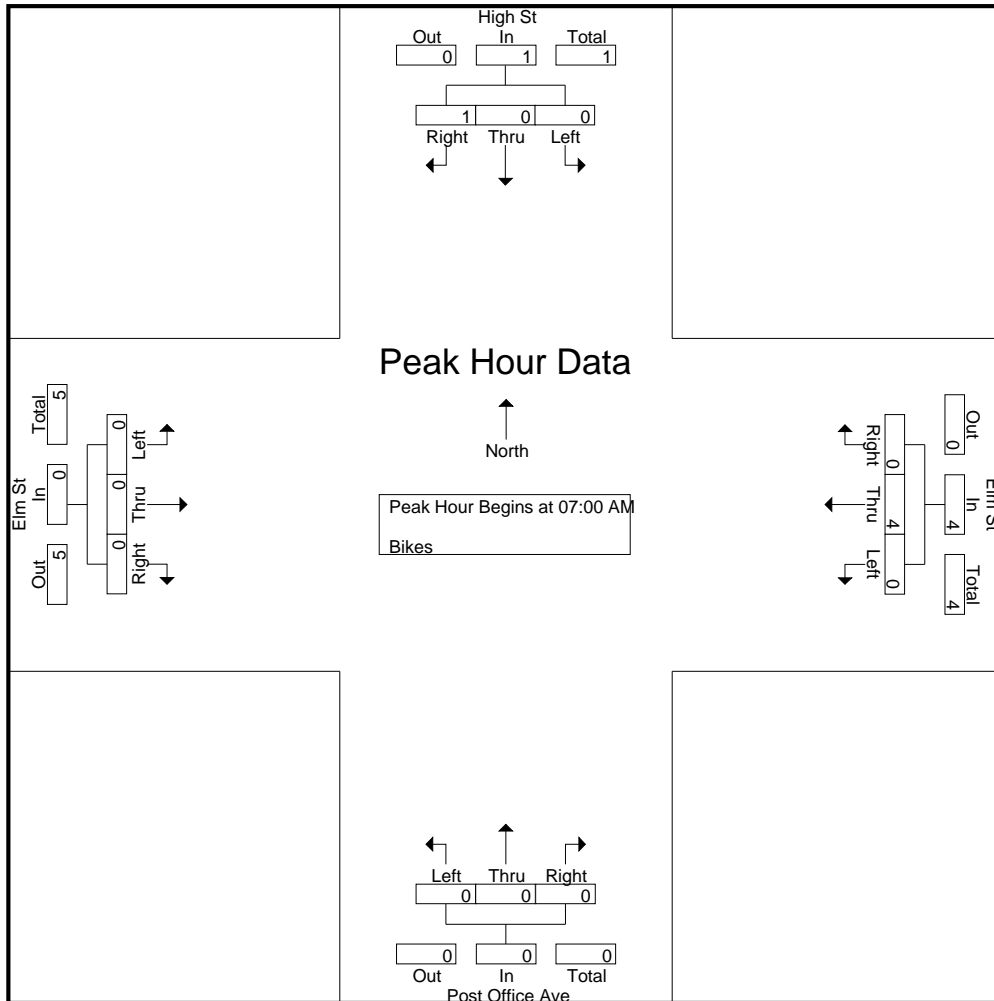 High St
Out In Total
0 1 1
1 0 0
Right Thru Left
Peak Hour Data
North
Peak Hour Begins at 07:00 AM
Bikes
Elm St
Total In Out
5 0 5
0 0 0
Left Thru Right
Elm St
Out In Total
0 4 4
0 4 0
Right Thru Left
Left Thru Right
0 0 0
0 0 0
Out In Total
Post Office Ave